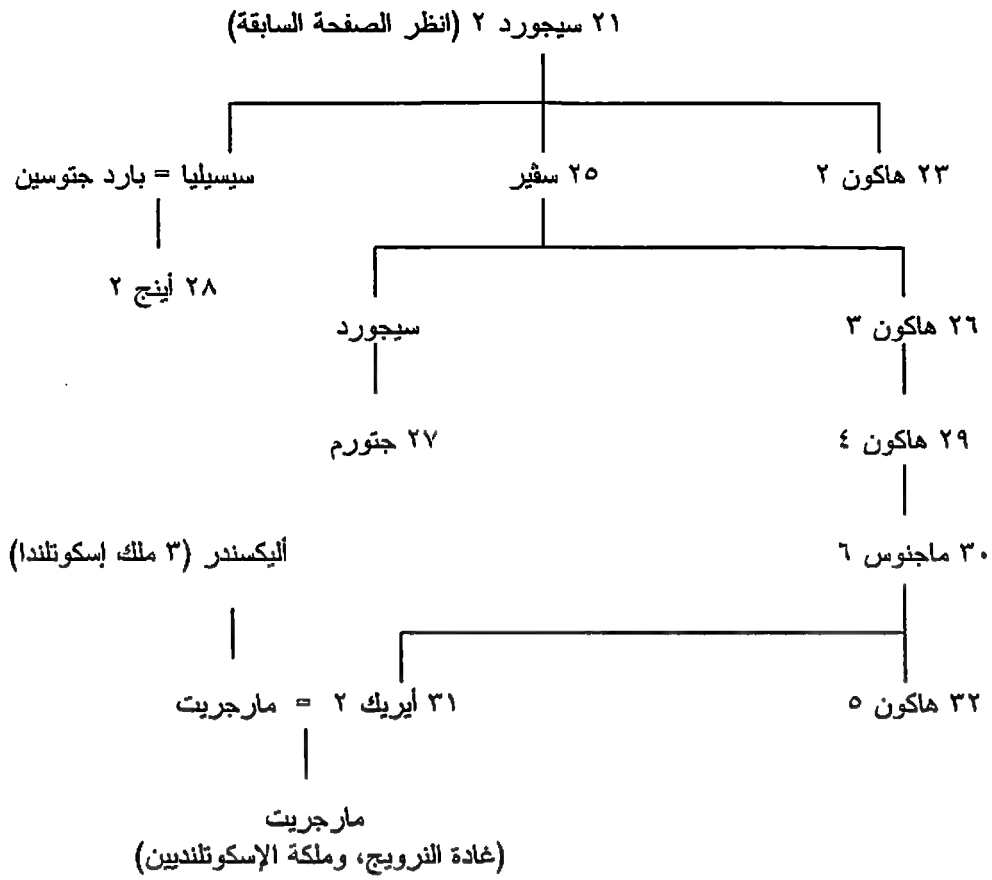 ٢١ سيجورد ٢ (انظر الصفحة السابقة)
٢٣ هاكون ٢
٢٥ سڤير
سيسيليا = بارد جتوسين
٢٨ أينج ٢
٢٦ هاكون ٣
سيجورد
٢٩ هاكون ٤
٢٧ جتورم
٣٠ ماجنوس ٦
أليكسندر (٣ ملك إسكوتلندا)
٣٢ هاكون ٥
٣١ أيريك ٢ = مارجريت
مارجريت
(غادة النرويج، وملكة الإسكوتلنديين)